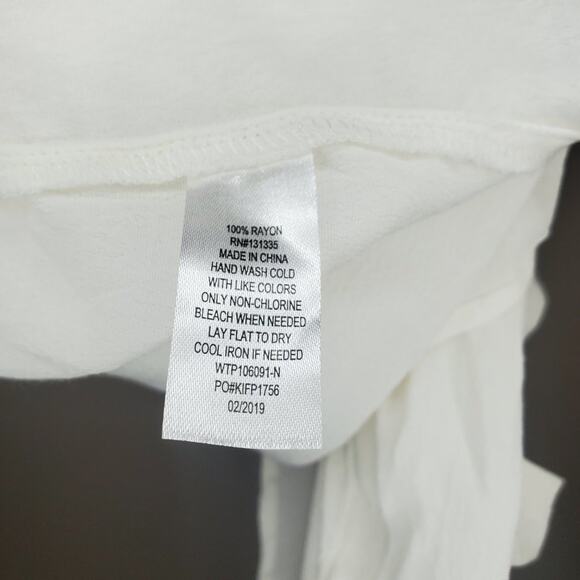 100% RAYON
RN#131335
MADE IN CHINA
HAND WASH COLD
WITH LIKE COLORS
ONLY NON-CHLORINE
BLEACH WHEN NEEDED
LAY FLAT TO DRY
COOL IRON IF NEEDED
WTP106091-N
PO#KIFP1756
02/2019